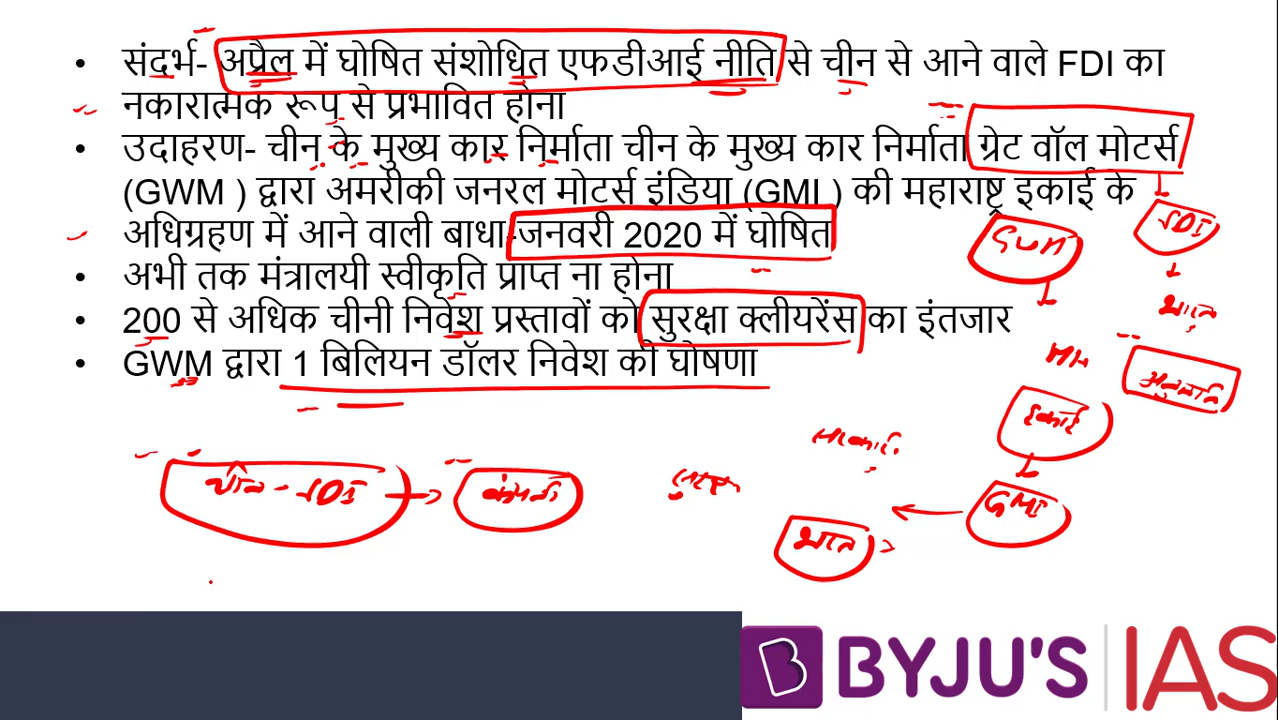 • संदर्भ- अप्रैल में घोषित संशोधित एफडीआई नीति से चीन से आने वाले FDI का
नकारात्मक रूप से प्रभावित होना
• उदाहरण- चीन के मुख्य कार निर्माता चीन के मुख्य कार निर्माता ग्रेट वॉल मोटर्स
(GWM ) द्वारा अमरीकी जनरल मोटर्स इंडिया (GMI ) की महाराष्ट्र इकाई के
अधिग्रहण में आने वाली बाधा-जनवरी 2020 में घोषित
• अभी तक मंत्रालयी स्वीकृति प्राप्त ना होना
• 200 से अधिक चीनी निवेश प्रस्तावों को सुरक्षा क्लीयरेंस का इंतजार
• GWM द्वारा 1 बिलियन डॉलर निवेश की घोषणा
GWM
FDI
भारत
MH
इकाई
चीन - FDI
कंपनी
GMI
भारत
BYJU'S IAS